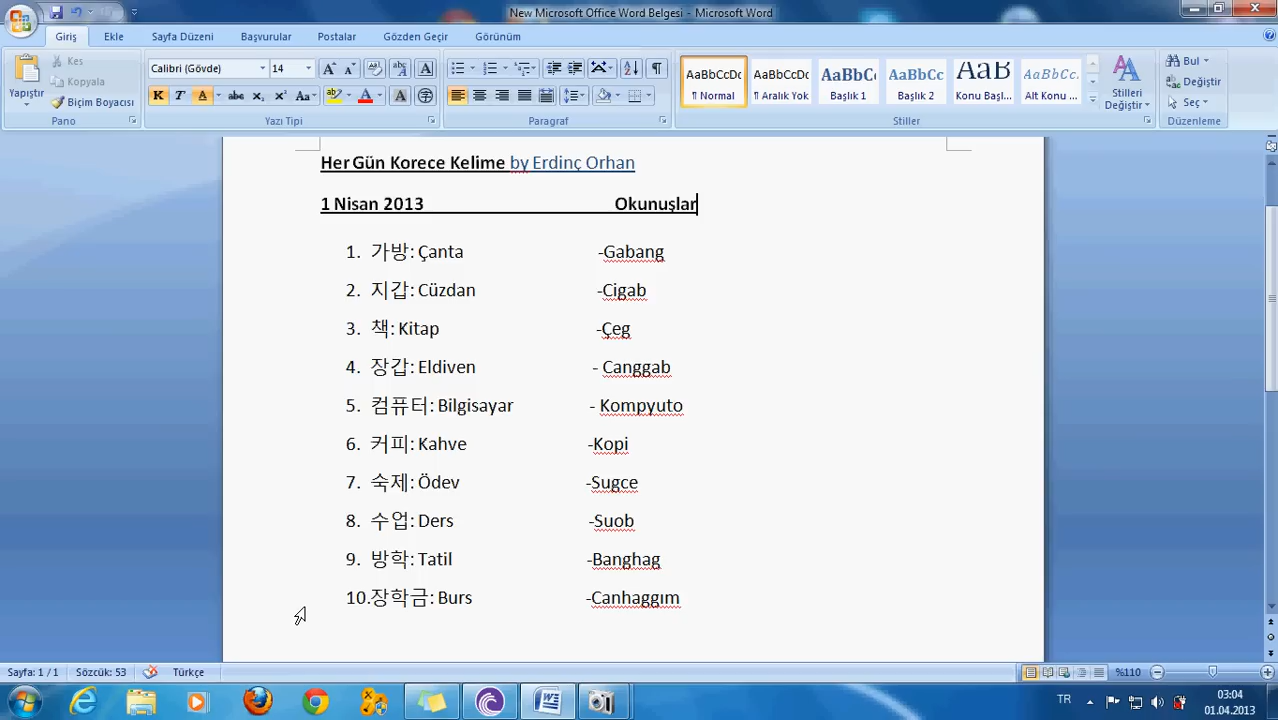 New Microsoft Office Word Belgesi - Microsoft Word
Giriş Ekle Sayfa Düzeni Başvurular Postalar Gözden Geçir Görünüm
Yapıştır
Kes
Kopyala
Biçim Boyacısı
Pano
Calibri (Gövde) 14
Yazı Tipi
Paragraf
AaBbCcDc AaBbCcDc AaBbCc AaBbCc AaB AaBbCc
¶ Normal ¶ Aralık Yok Başlık 1 Başlık 2 Konu Başl... Alt Konu ...
Stiller
Stilleri
Değiştir
Bul
Değiştir
Seç
Düzenleme
Her Gün Korece Kelime by Erdinç Orhan
1 Nisan 2013 Okunuşlar
1. 가방: Çanta -Gabang
2. 지갑: Cüzdan -Cigab
3. 책: Kitap -Çeg
4. 장갑: Eldiven - Canggab
5. 컴퓨터: Bilgisayar - Kompyuto
6. 커피: Kahve -Kopi
7. 숙제: Ödev -Sugce
8. 수업: Ders -Suob
9. 방학: Tatil -Banghag
10.장학금: Burs -Canhaggım
Sayfa: 1 / 1 Sözcük: 53 Türkçe %110
TR 03:04
01.04.2013